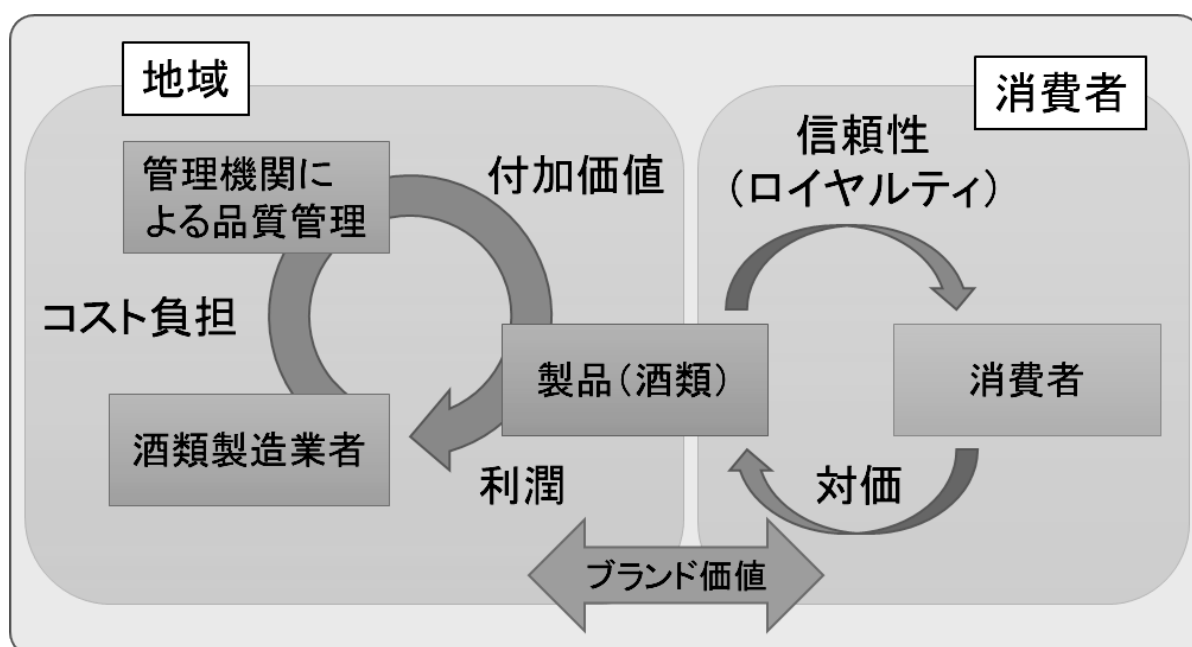 地域
消費者
管理機関に
よる品質管理
付加価値
信頼性
（ロイヤルティ）
コスト負担
製品（酒類）
消費者
酒類製造業者
利潤
対価
ブランド価値